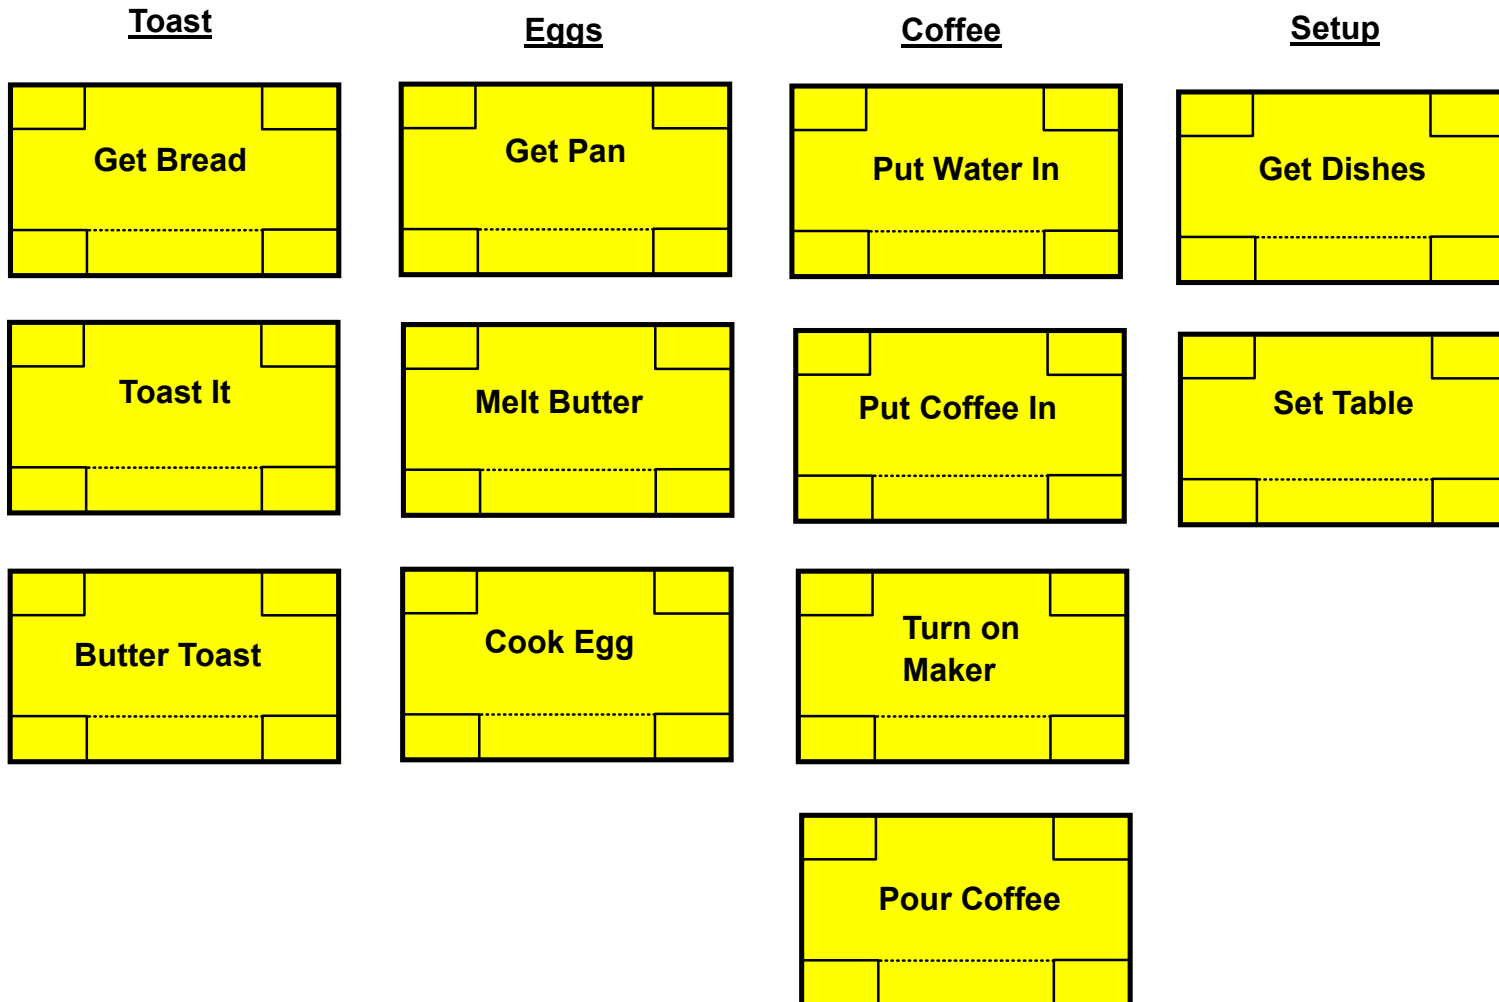 Toast
Eggs
Coffee
Setup
Get Bread
Get Pan
Put Water In
Get Dishes
Toast It
Melt Butter
Put Coffee In
Set Table
Butter Toast
Cook Egg
Turn on
Maker
Pour Coffee